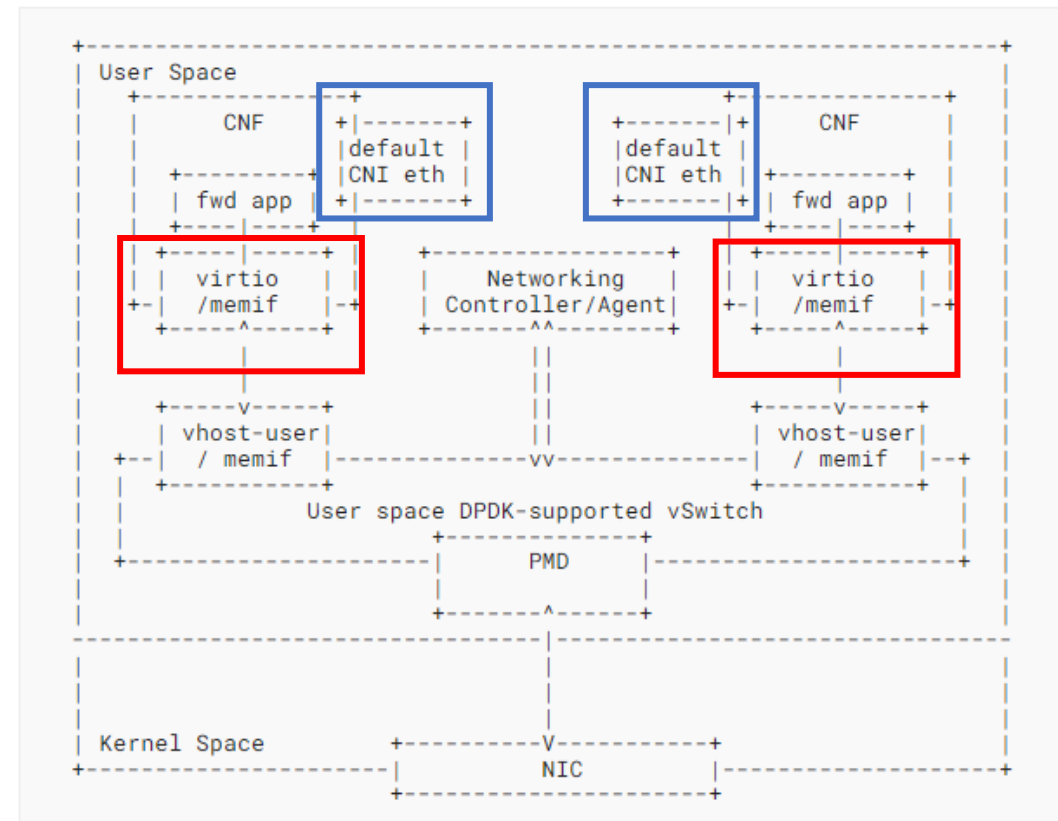 User Space
CNF CNF
default default
CNI eth CNI eth
fwd app fwd app
virtio Networking virtio
/memif Controller/Agent /memif
vhost-user vhost-user
/ memif / memif
User space DPDK-supported vSwitch
PMD
Kernel Space
NIC